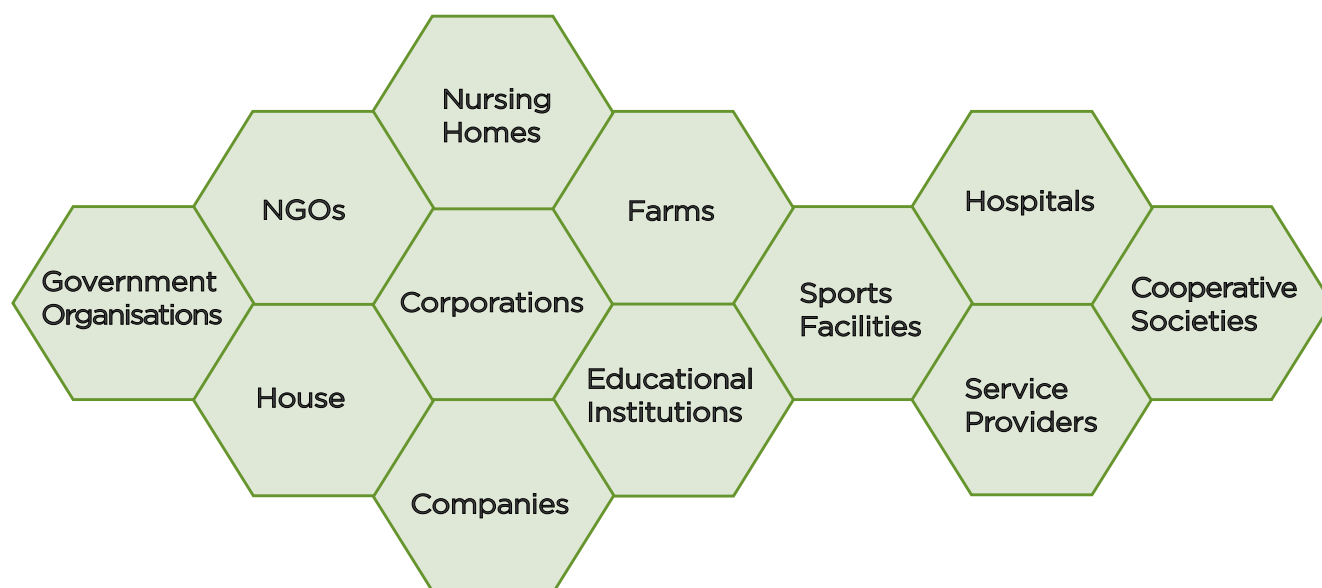 Nursing
Homes
NGOs
Farms
Hospitals
Government
Organisations
Corporations
Sports
Facilities
Cooperative
Societies
House
Educational
Institutions
Service
Providers
Companies